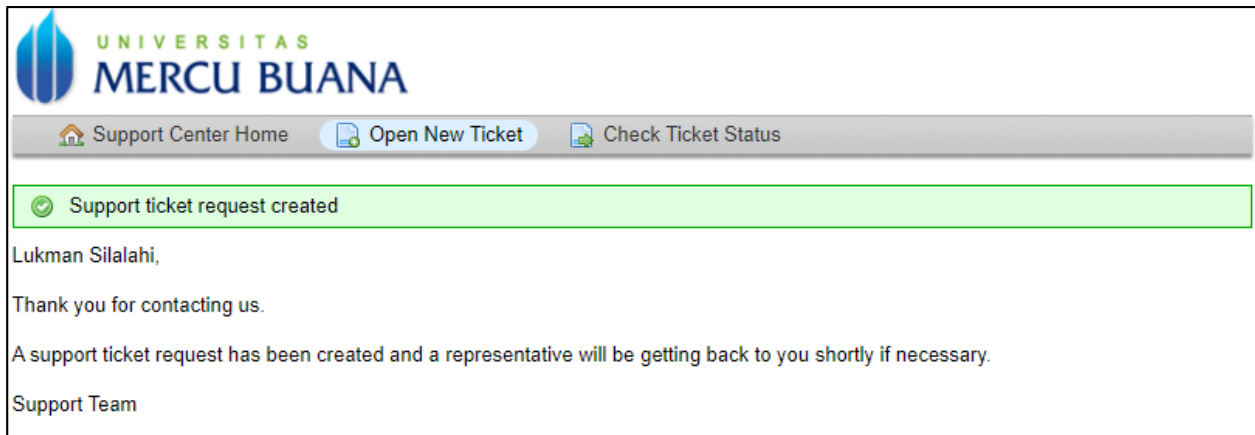 UNIVERSITAS
MERCU BUANA
Support Center Home Open New Ticket Check Ticket Status
Support ticket request created
Lukman Silalahi,
Thank you for contacting us.
A support ticket request has been created and a representative will be getting back to you shortly if necessary.
Support Team